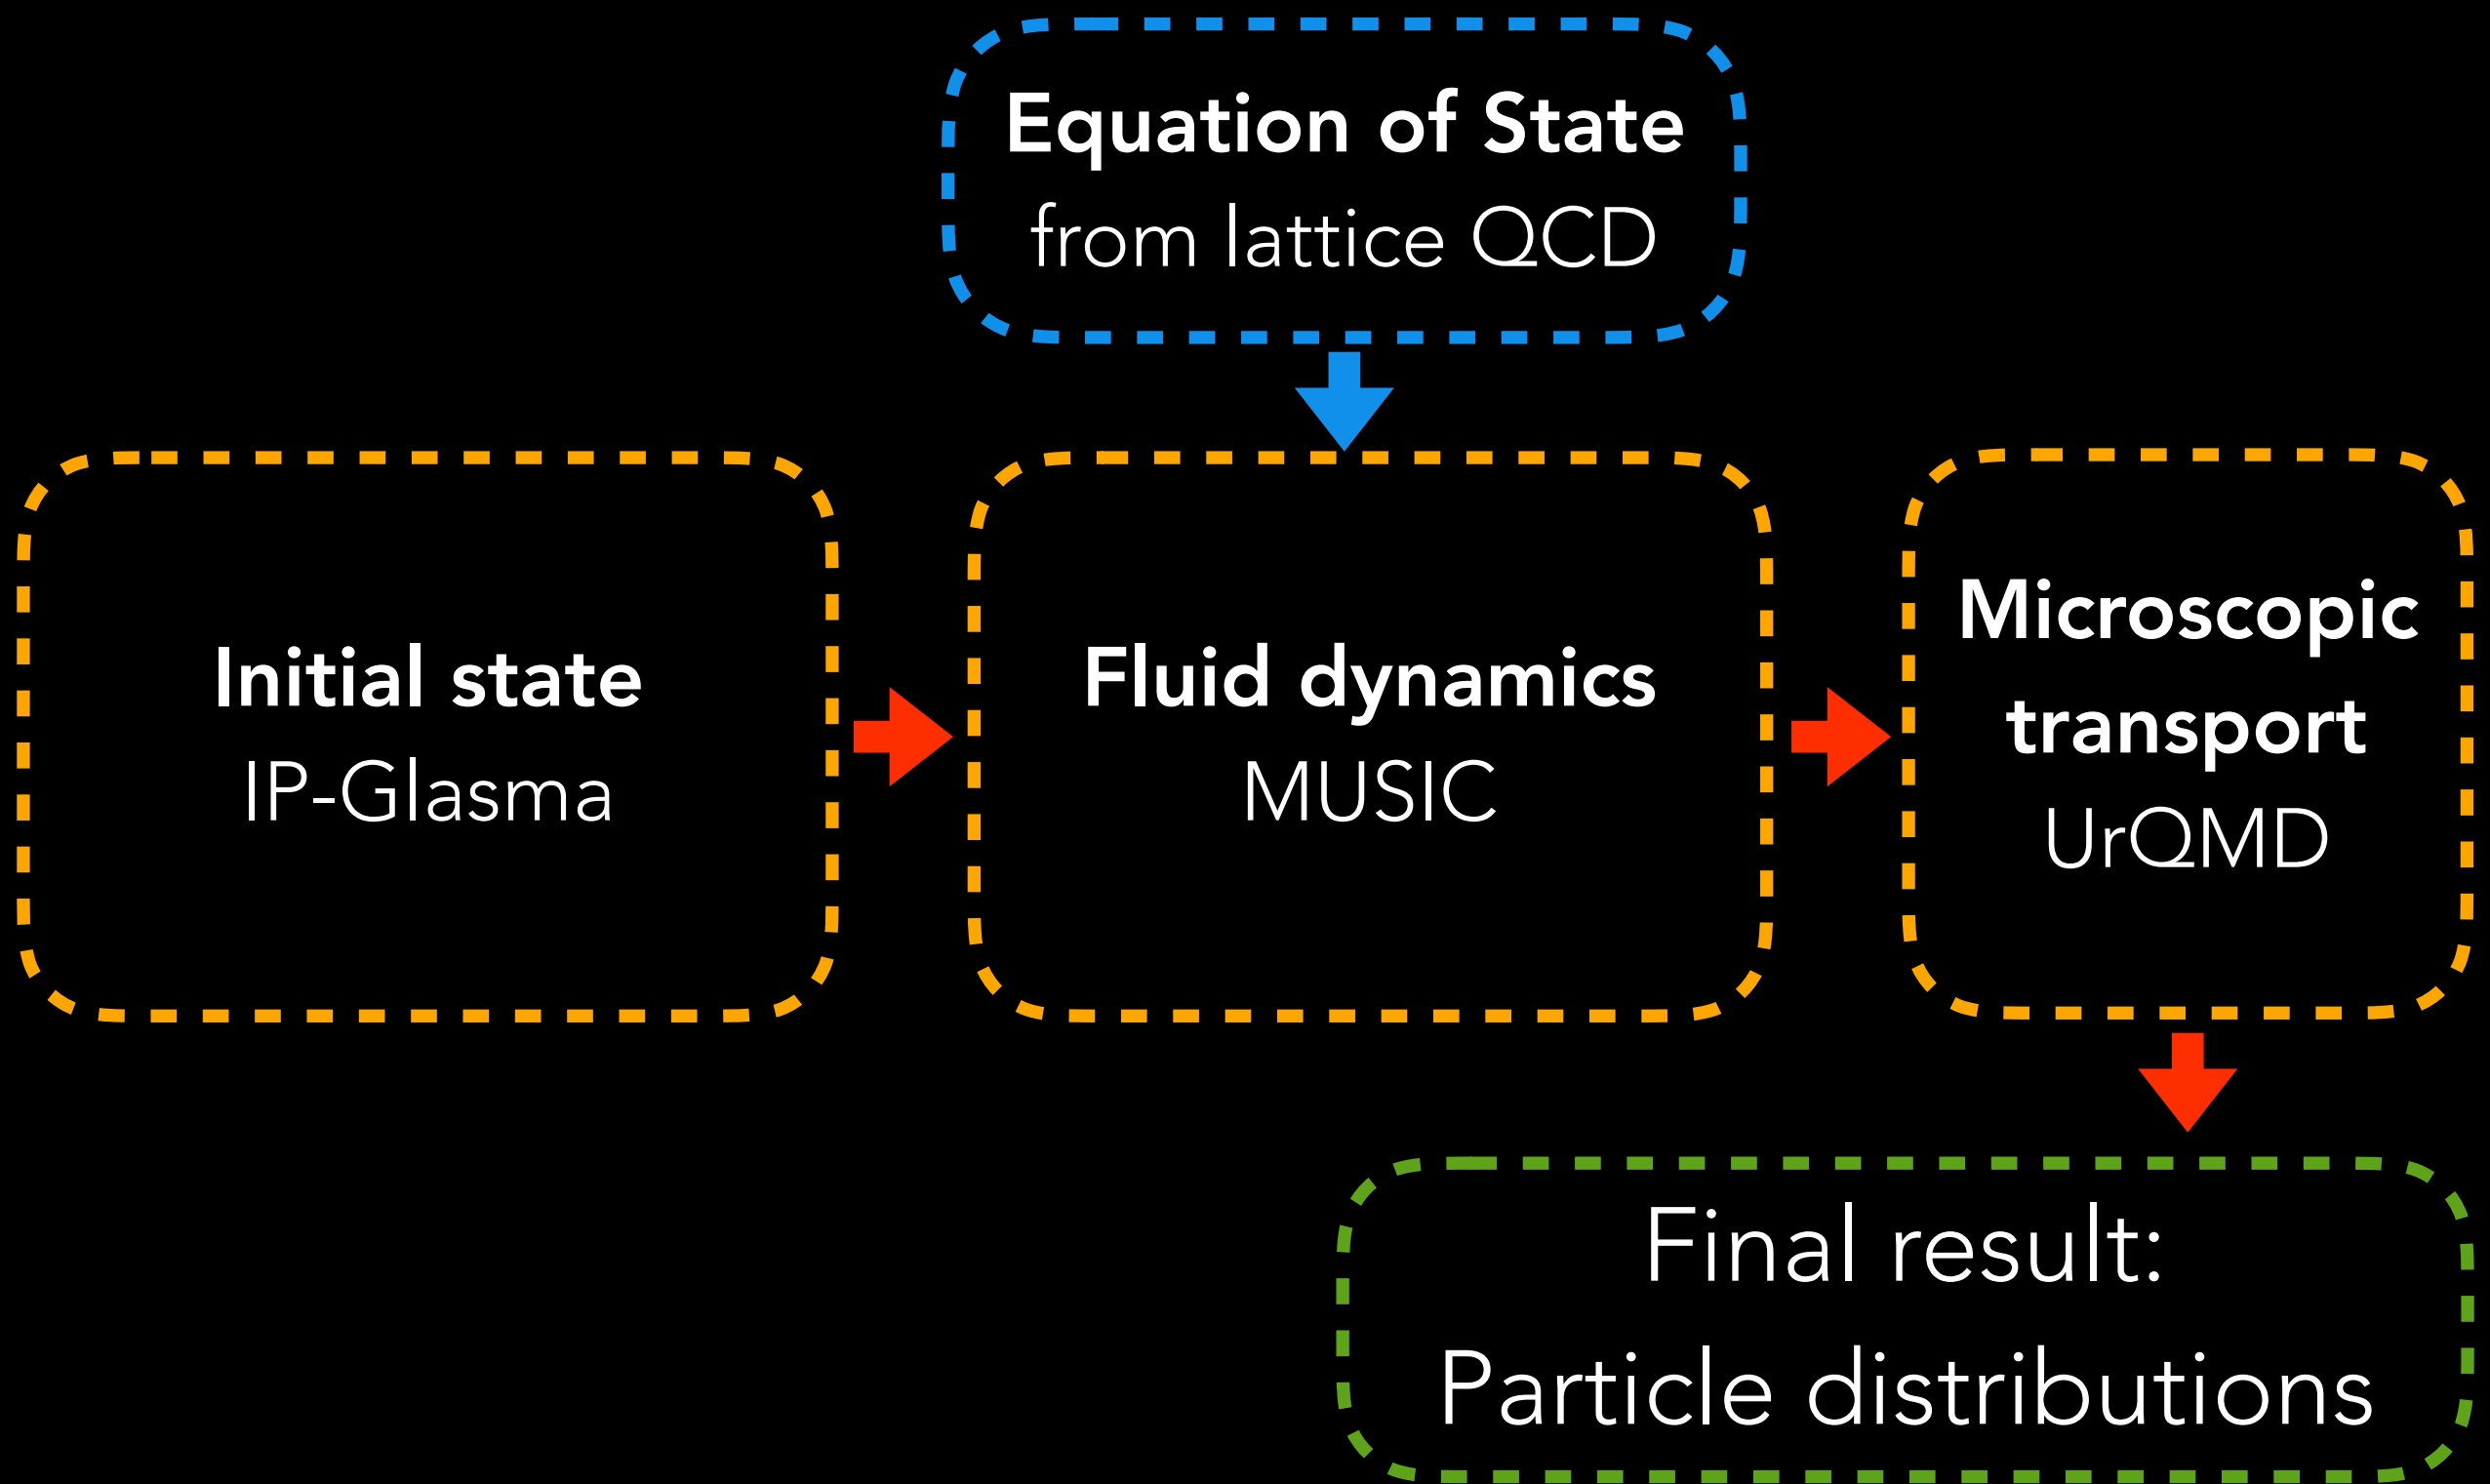 Equation of State
from lattice QCD
Initial state
IP-Glasma
Fluid dynamics
MUSIC
Microscopic
transport
UrQMD
Final result:
Particle distributions